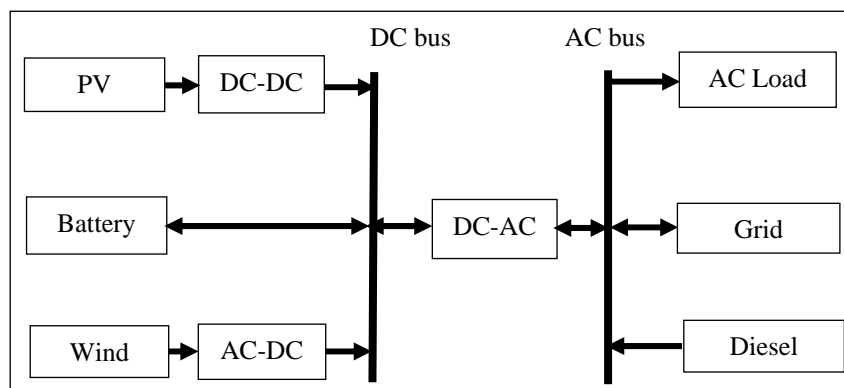 DC bus
AC bus
PV
DC-DC
AC Load
Battery
DC-AC
Grid
Wind
AC-DC
Diesel